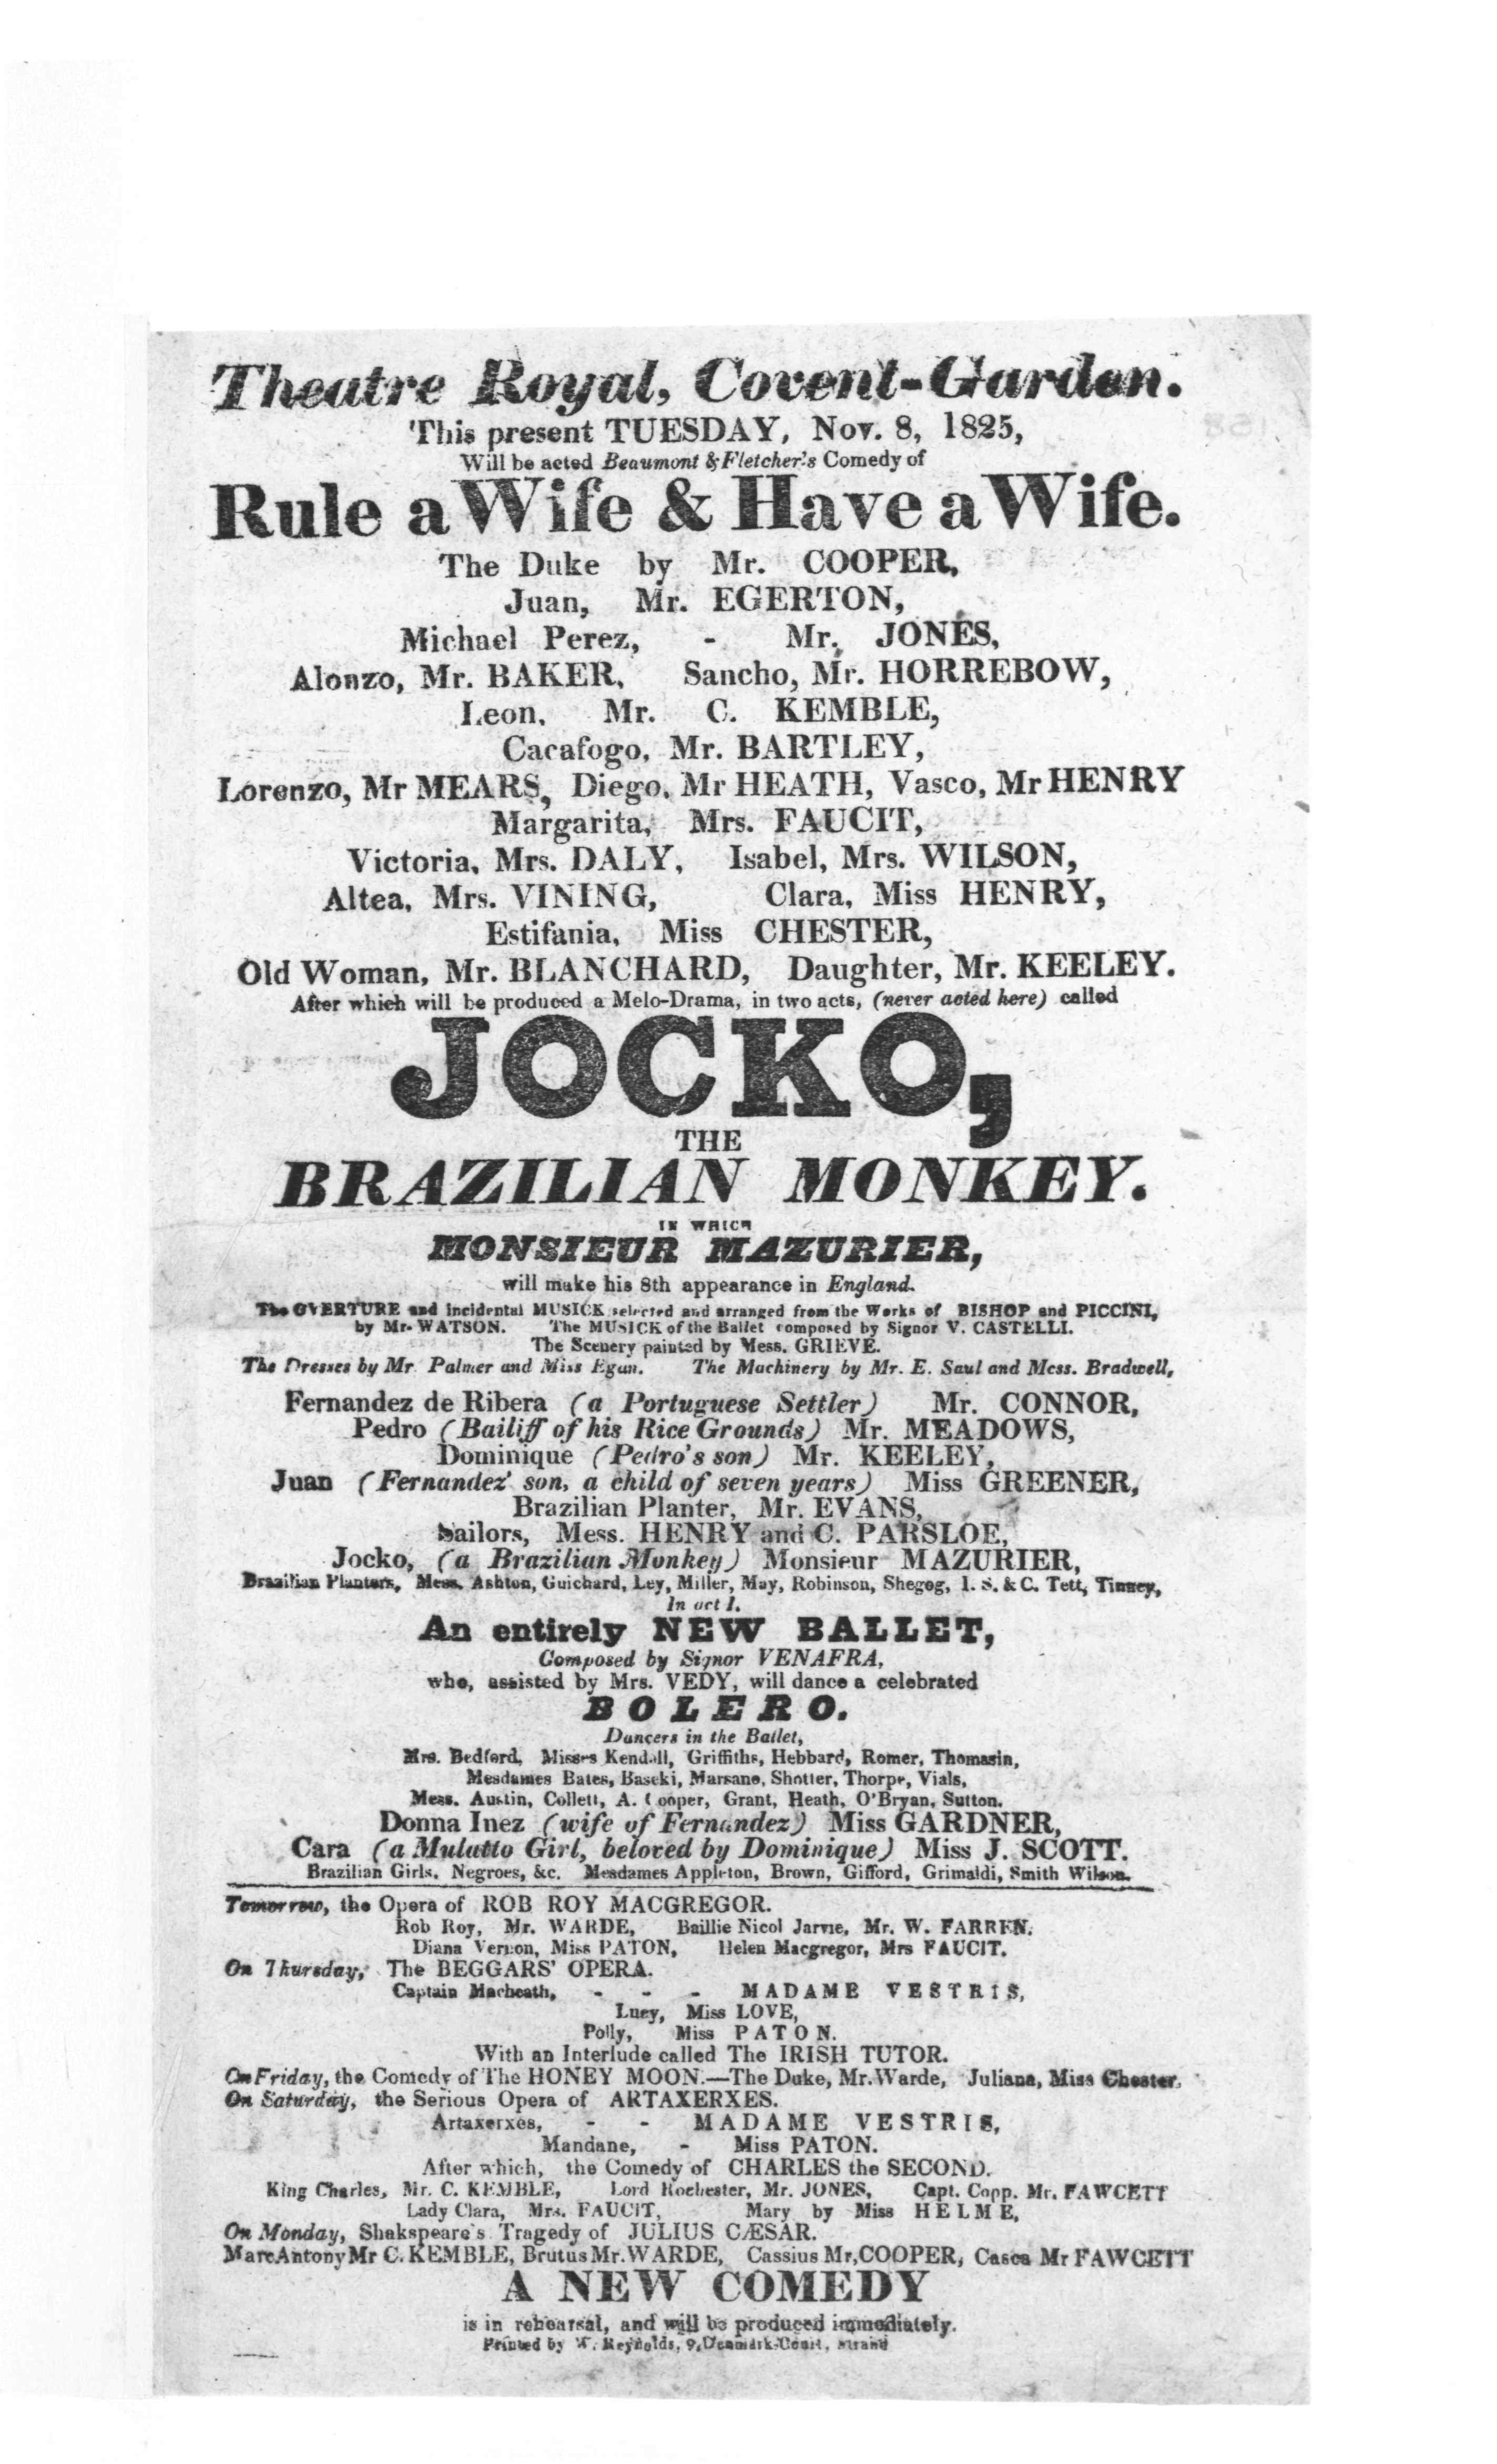 Theatre Royal, Covent-Garden.
This present TUESDAY, Nov. 8, 1825,
Will be acted Beaumont & Fletcher's Comedy of
Rule a Wife & Have a Wife.
The Duke by Mr. COOPER,
Juan, Mr. EGERTON,
Michael Perez, - Mr. JONES,
Alonzo, Mr. BAKER, Sancho, Mr. HORREBOW,
Leon, Mr. C. KEMBLE,
Cacafogo, Mr. BARTLEY,
Lorenzo, Mr MEARS, Diego, Mr HEATH, Vasco, Mr HENRY
Margarita, Mrs. FAUCIT,
Victoria, Mrs. DALY, Isabel, Mrs. WILSON,
Altea, Mrs. VINING, Clara, Miss HENRY,
Estifania, Miss CHESTER,
Old Woman, Mr. BLANCHARD, Daughter, Mr. KEELEY.
After which will be produced a Melo-Drama, in two acts, (never acted here) called
JOCKO,
THE
BRAZILIAN MONKEY.
IN WHICH
MONSIEUR MAZURIER,
will make his 8th appearance in England.
The OVERTURE and incidental MUSICK selected and arranged from the Works of BISHOP and PICCINI,
by Mr. WATSON. The MUSICK of the Ballet composed by Signor V. CASTELLI.
The Scenery painted by Mess. GRIEVE.
The Dresses by Mr. Palmer and Miss Egan. The Machinery by Mr. E. Saul and Mess. Bradwell,
Fernandez de Ribera (a Portuguese Settler) Mr. CONNOR,
Pedro (Bailiff of his Rice Grounds) Mr. MEADOWS,
Dominique (Pedro's son) Mr. KEELEY,
Juan (Fernandez' son, a child of seven years) Miss GREENER,
Brazilian Planter, Mr. EVANS,
Sailors, Mess. HENRY and C. PARSLOE,
Jocko, (a Brazilian Monkey) Monsieur MAZURIER,
Brazilian Planters, Mess. Ashton, Guichard, Ley, Miller, May, Robinson, Shegog, I. S. & C. Tett, Tinney,
In act 1.
An entirely NEW BALLET,
Composed by Signor VENAFRA,
who, assisted by Mrs. VEDY, will dance a celebrated
BOLERO.
Dancers in the Ballet,
Mrs. Bedford, Misses Kendall, Griffiths, Hebbard, Romer, Thomasin,
Mesdames Bates, Baseki, Marsano, Shotter, Thorpe, Vials,
Mess. Austin, Collett, A. Cooper, Grant, Heath, O'Bryan, Sutton.
Donna Inez (wife of Fernandez) Miss GARDNER,
Cara (a Mulatto Girl, beloved by Dominique) Miss J. SCOTT.
Brazilian Girls, Negroes, &c. Mesdames Appleton, Brown, Gifford, Grimaldi, Smith Wilson.
Tomorrow, the Opera of ROB ROY MACGREGOR.
Rob Roy, Mr. WARDE, Baillie Nicol Jarvie, Mr. W. FARREN.
Diana Vernon, Miss PATON, Helen Macgregor, Mrs FAUCIT.
On Thursday, The BEGGARS' OPERA.
Captain Macheath, - - - MADAME VESTRIS,
Lucy, Miss LOVE,
Polly, Miss PATON.
With an Interlude called The IRISH TUTOR.
On Friday, the Comedy of The HONEY MOON.—The Duke, Mr. Warde, Juliana, Miss Chester.
On Saturday, the Serious Opera of ARTAXERXES.
Artaxerxes, - - MADAME VESTRIS,
Mandane, - Miss PATON.
After which, the Comedy of CHARLES the SECOND.
King Charles, Mr. C. KEMBLE, Lord Rochester, Mr. JONES, Capt. Copp. Mr. FAWCETT
Lady Clara, Mrs. FAUCIT, Mary by Miss HELME,
On Monday, Shakspeare's Tragedy of JULIUS CÆSAR.
Marc Antony Mr C. KEMBLE, Brutus Mr. WARDE, Cassius Mr, COOPER, Casca Mr FAWCETT
A NEW COMEDY
is in rehearsal, and will be produced immediately.
Printed by W. Reynolds, 9, Denmark-Court, Strand